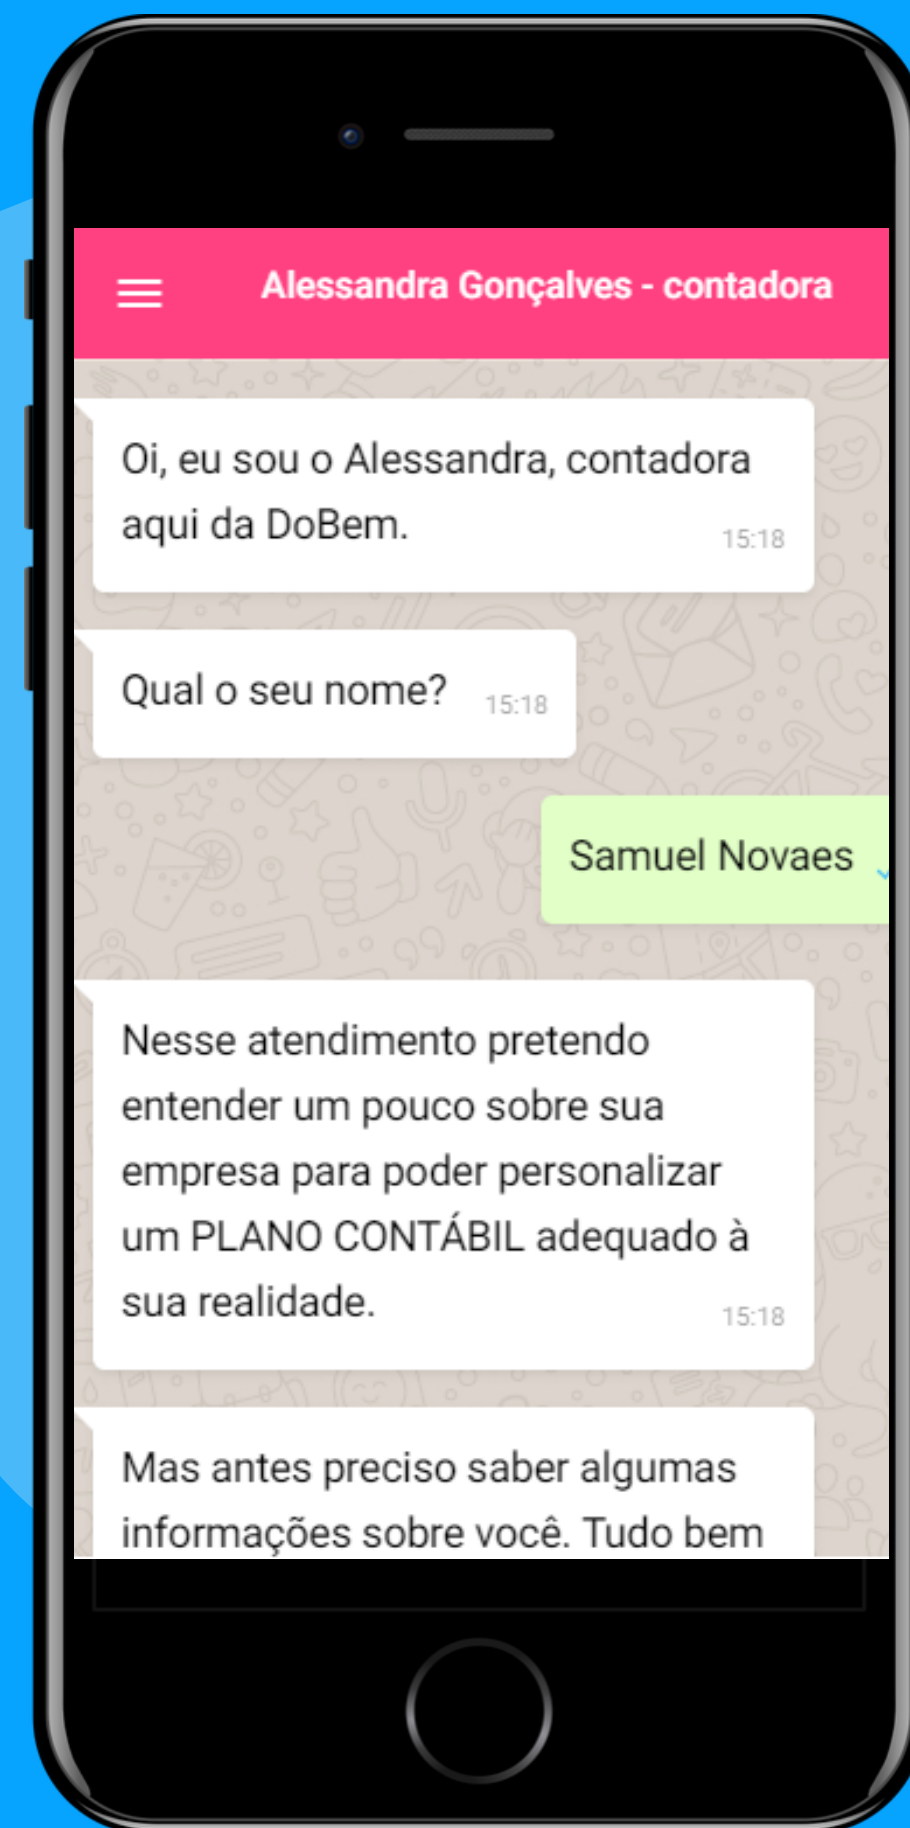 Alessandra Gonçalves - contadora
Oi, eu sou o Alessandra, contadora
aqui da DoBem.
15:18
Qual o seu nome?
15:18
Samuel Novaes
Nesse atendimento pretendo
entender um pouco sobre sua
empresa para poder personalizar
um PLANO CONTÁBIL adequado à
sua realidade.
15:18
Mas antes preciso saber algumas
informações sobre você. Tudo bem